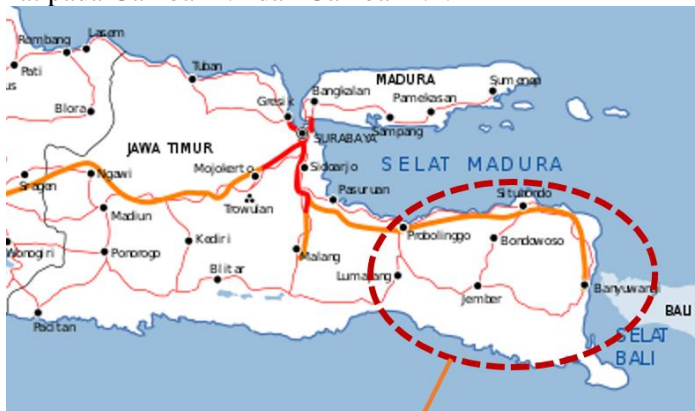 Rembang
Lasem
Tuban
Pati
us
Blora
Gresik
Bangkalan
MADURA
Sumenep
Pamekasan
Sampang
SURABAYA
JAWA TIMUR
Mojokerto
Sidoarjo
SELAT MADURA
Sragen
Ngawi
Trowulan
Pasuruan
Situbondo
Madiun
Kediri
Probolinggo
Bondowoso
Wonogiri
Ponorogo
Malang
Blitar
Lumajang
Jember
Banyuwangi
BALI
Pacitan
SELAT
BALI